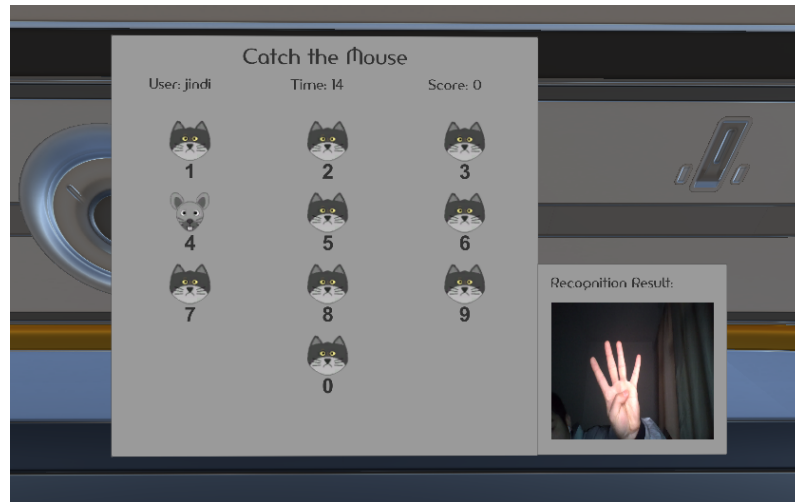 Catch the Mouse
User: jindi Time: 14 Score: 0
1 2 3
4 5 6
7 8 9
0
Recognition Result: